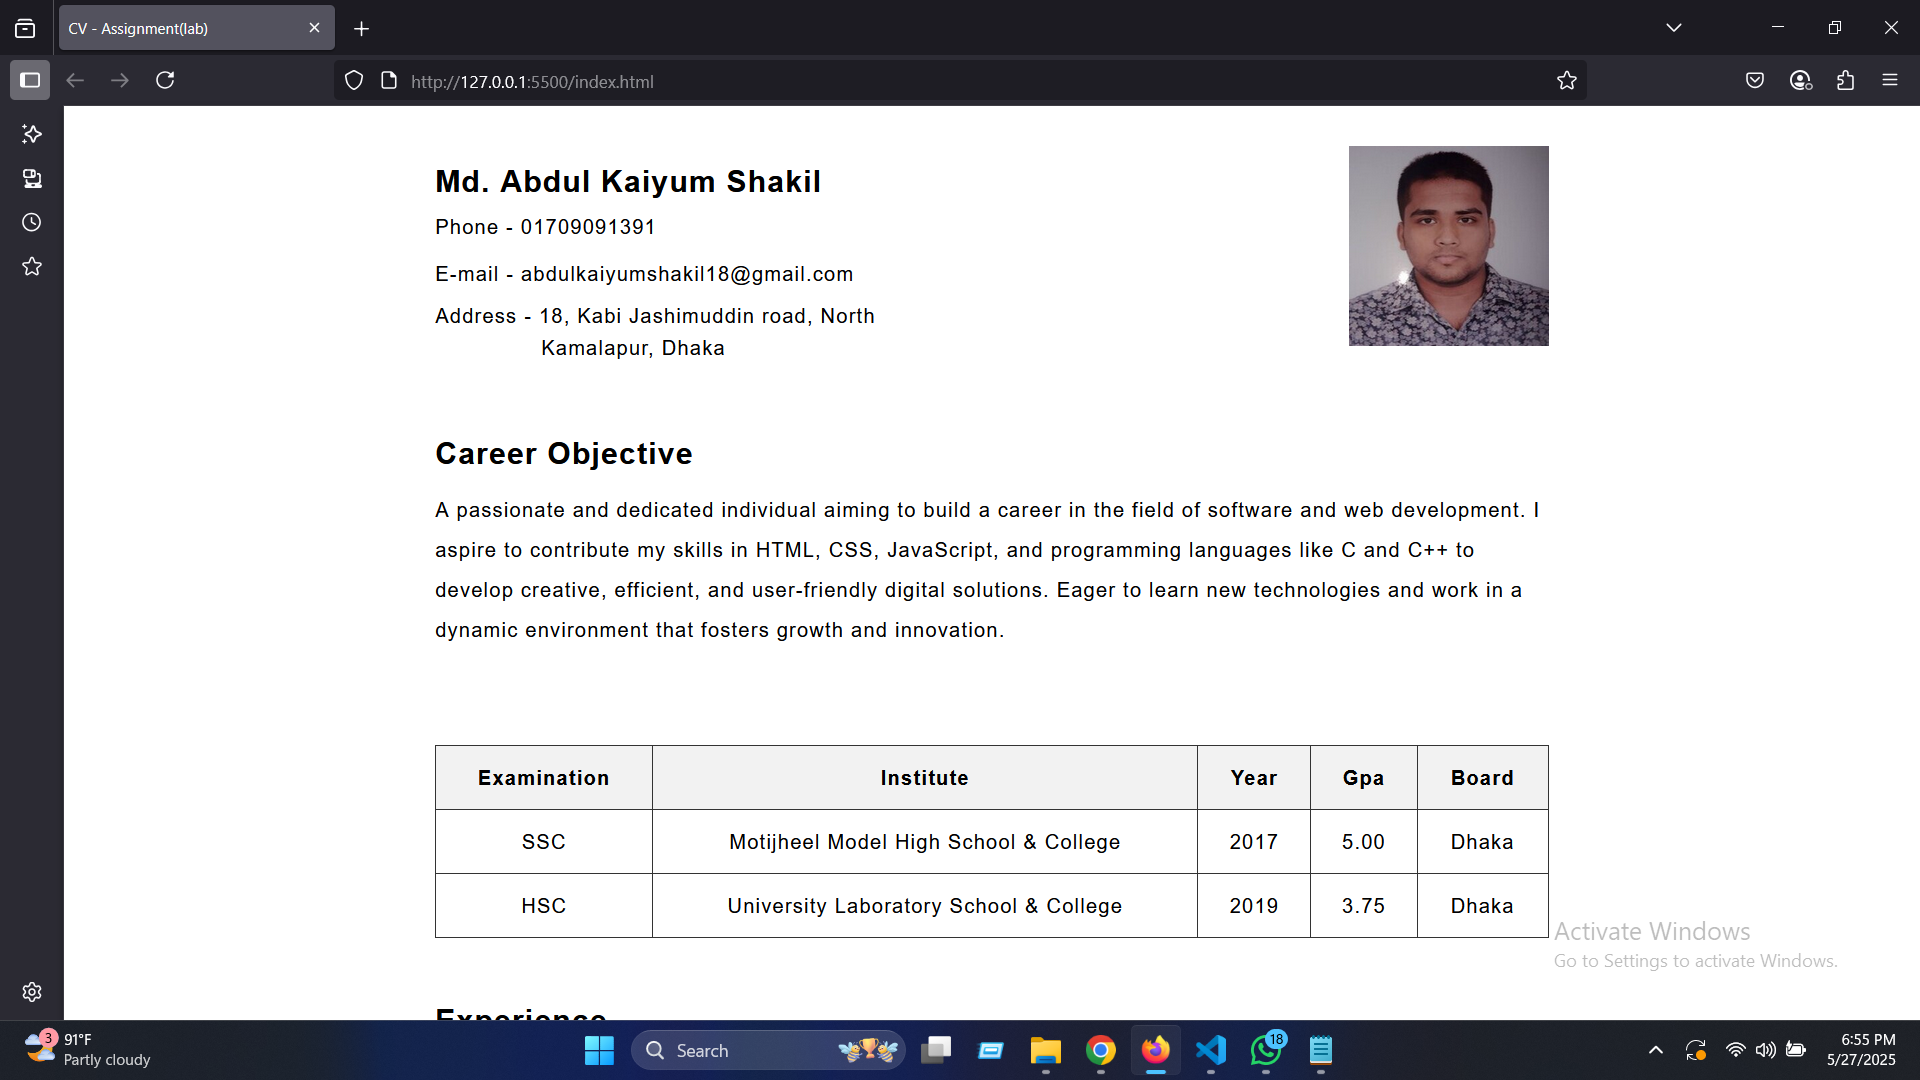 CV - Assignment(lab)
http://127.0.0.1:5500/index.html
Md. Abdul Kaiyum Shakil
Phone - 01709091391
E-mail - abdulkaiyumshakil18@gmail.com
Address - 18, Kabi Jashimuddin road, North
Kamalapur, Dhaka
Career Objective
A passionate and dedicated individual aiming to build a career in the field of software and web development. I
aspire to contribute my skills in HTML, CSS, JavaScript, and programming languages like C and C++ to
develop creative, efficient, and user-friendly digital solutions. Eager to learn new technologies and work in a
dynamic environment that fosters growth and innovation.
Examination Institute Year Gpa Board
SSC Motijheel Model High School & College 2017 5.00 Dhaka
HSC University Laboratory School & College 2019 3.75 Dhaka
Activate Windows
Go to Settings to activate Windows.
Experience
3
91°F
Partly cloudy
Search
18
6:55 PM
5/27/2025